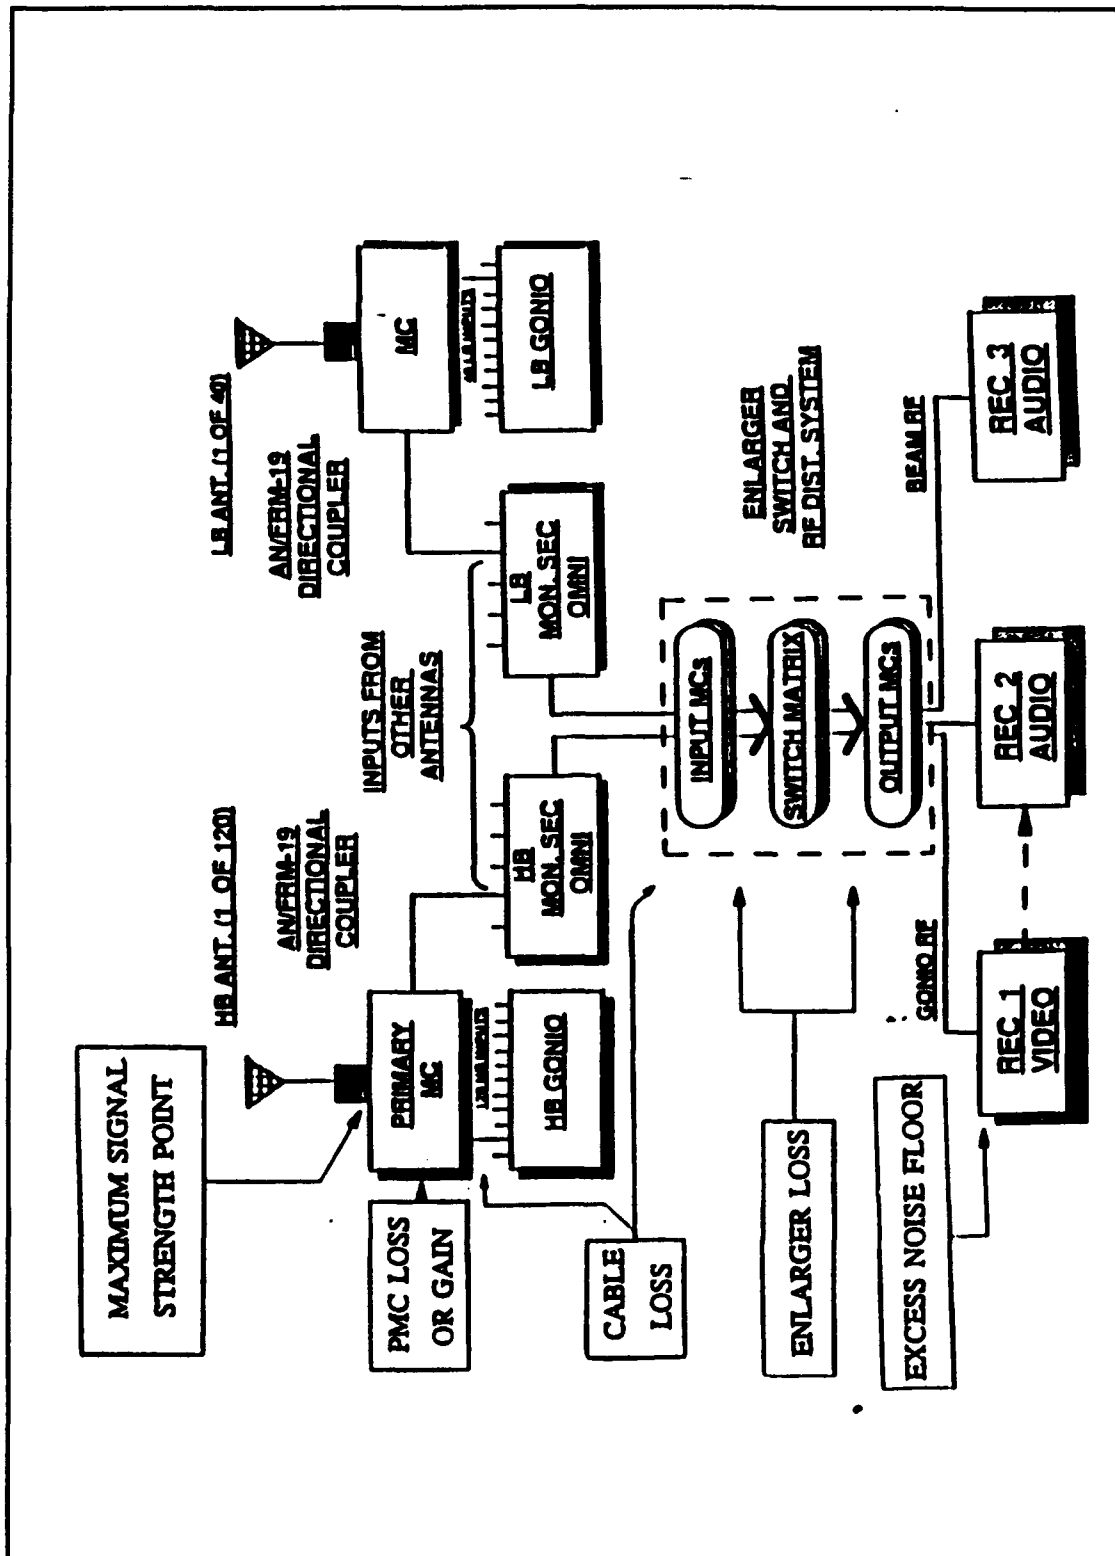 MAXIMUM SIGNAL
STRENGTH POINT
HB ANT. (1 OF 120)
AN/FRM-19
DIRECTIONAL
COUPLER
LB ANT. (1 OF 40)
AN/FRM-19
DIRECTIONAL
COUPLER
PMC LOSS
OR GAIN
PRIMARY
MC
INPUTS FROM
OTHER
ANTENNAS
MC
INPUTS
HB GONIO
HB
MON. SEC
OMNI
LB
MON. SEC
OMNI
INPUTS
LB GONIO
CABLE
LOSS
INPUT MCs
SWITCH MATRIX
OUTPUT MCs
ENLARGER
SWITCH AND
RF DIST. SYSTEM
ENLARGER LOSS
GONIO RF
BEAM RF
EXCESS NOISE FLOOR
REC 1
VIDEO
REC 2
AUDIO
REC 3
AUDIO